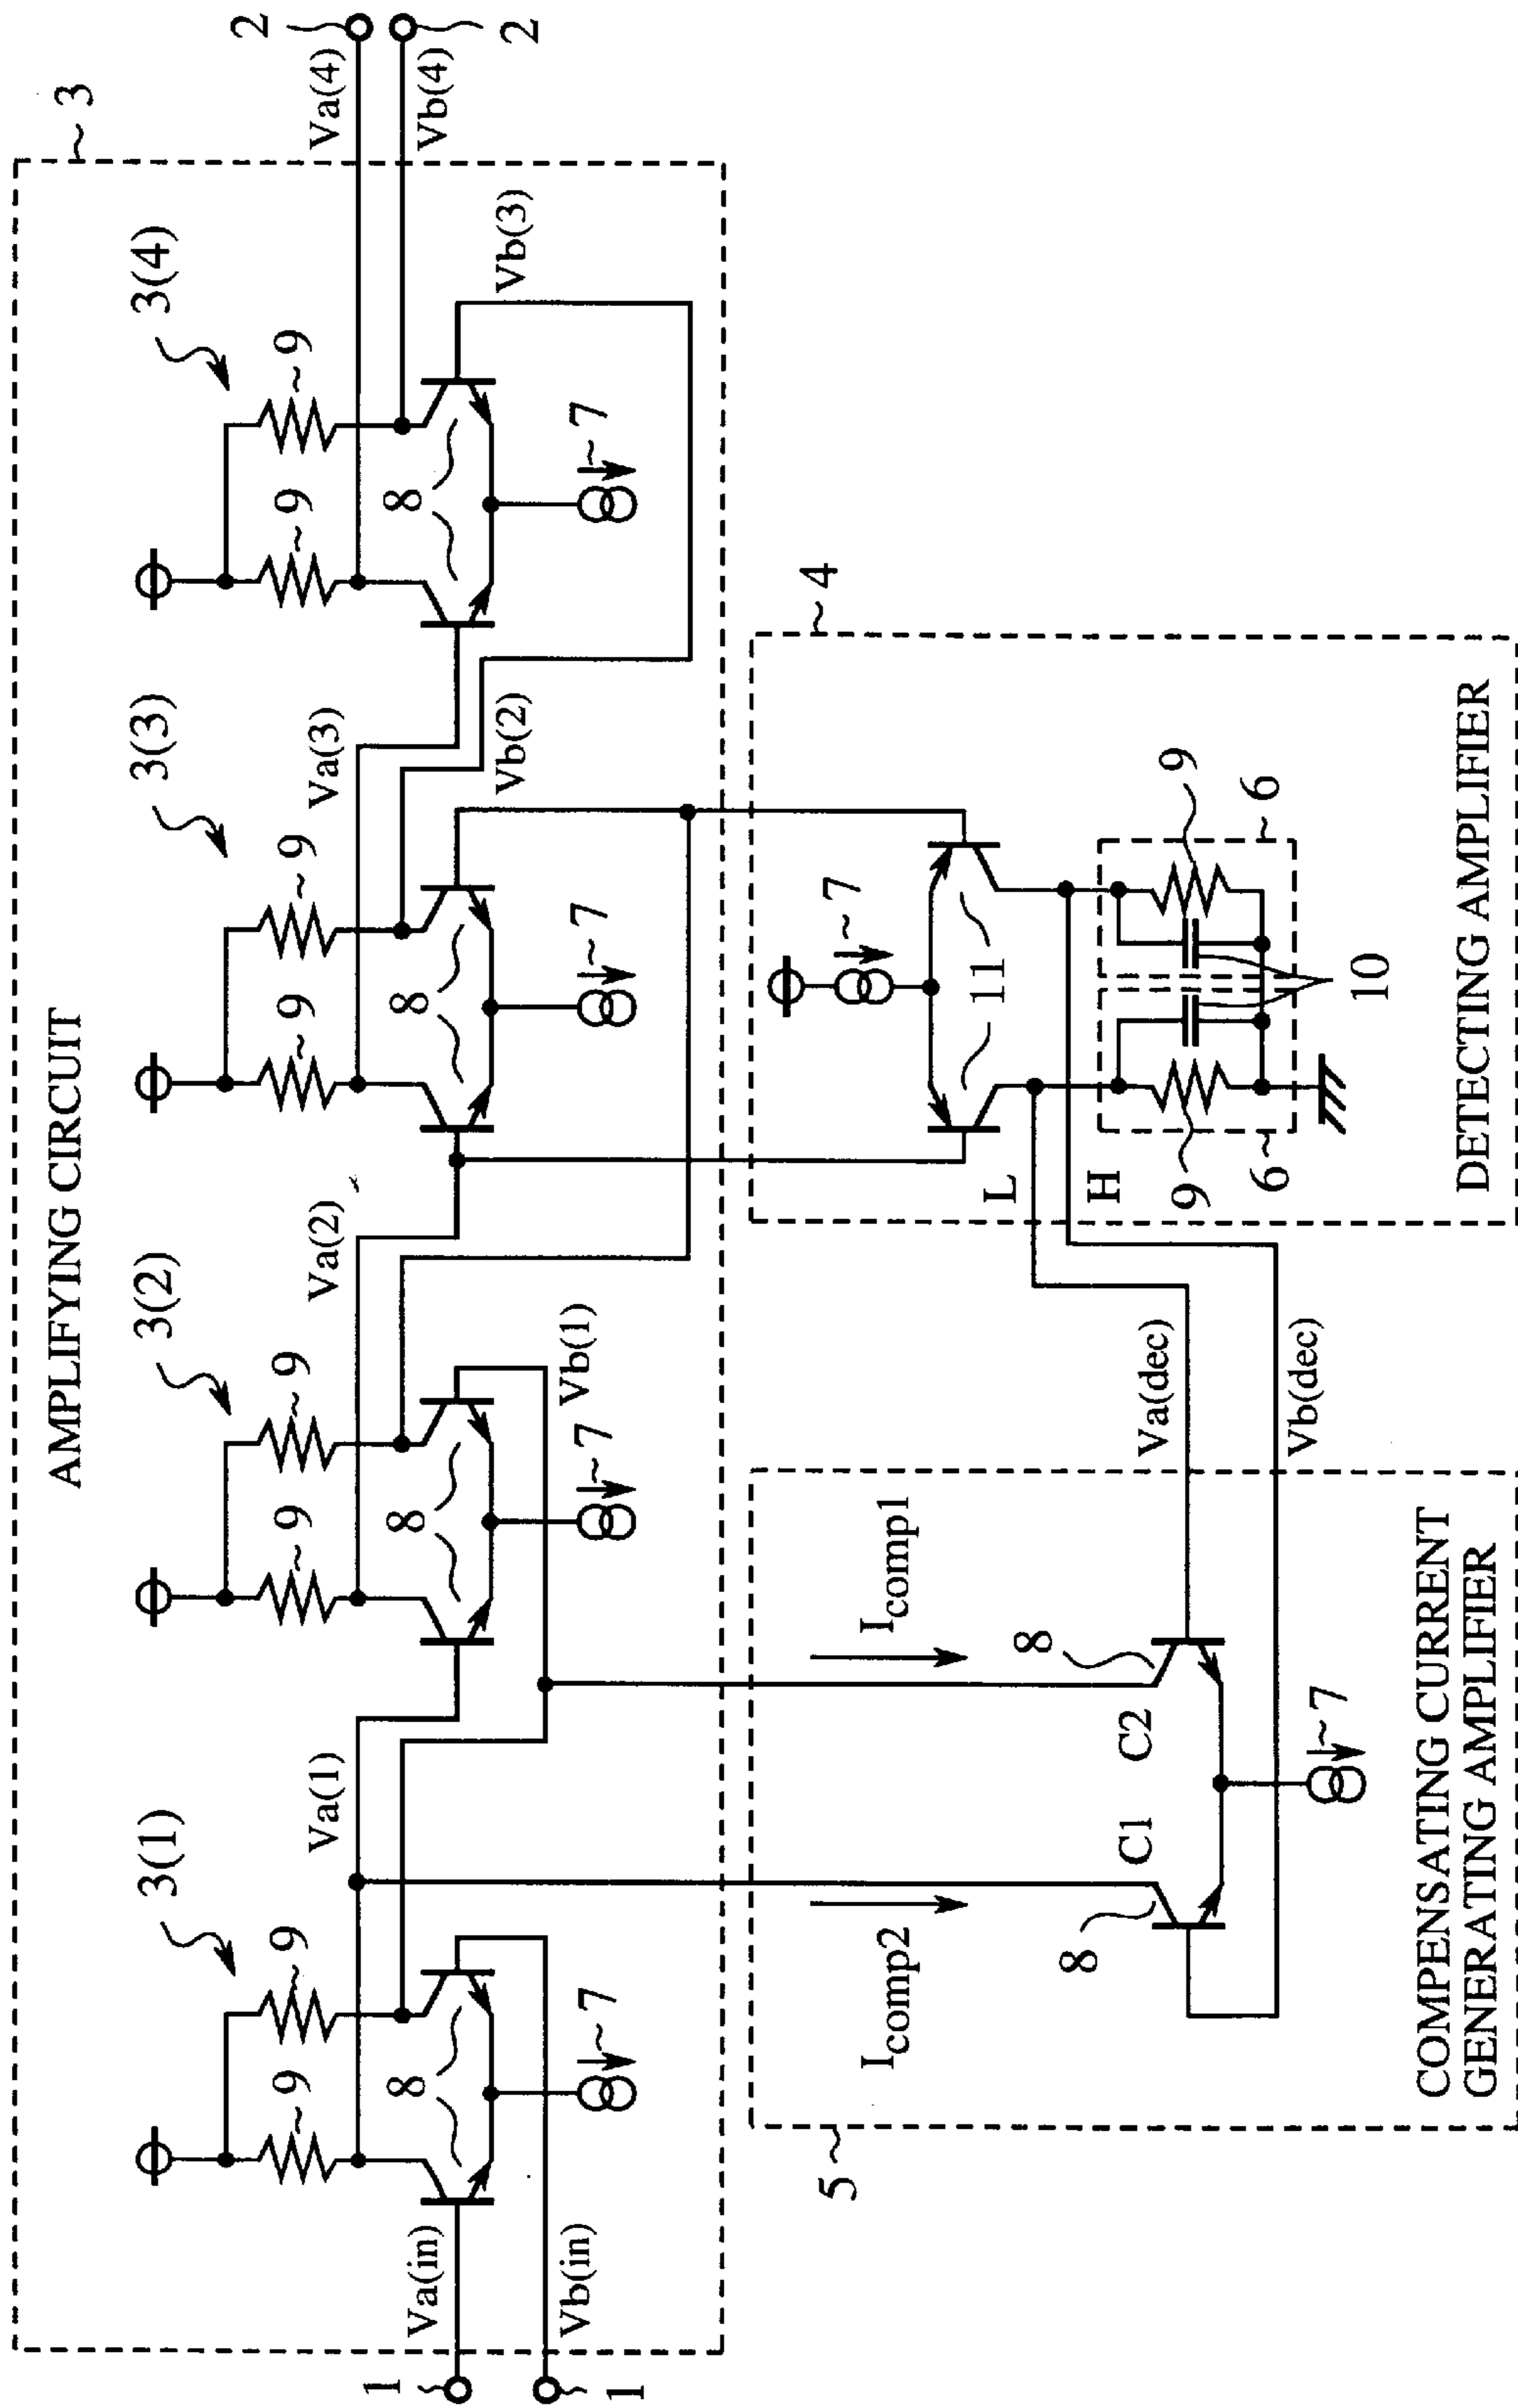 AMPLIFYING CIRCUIT
3
3(1)
3(2)
3(3)
3(4)
9
9
9
9
9
9
9
9
Va(in)
Va(1)
Va(2)
Va(3)
Va(4)
2
1
8
8
8
8
Vb(4)
2
Vb(in)
Vb(1)
Vb(2)
Vb(3)
1
7
7
7
7
5
4
Icomp2
Icomp1
7
11
8
8
C1
C2
L
H
Va(dec)
Vb(dec)
9
9
6
6
10
7
COMPENSATING CURRENT
GENERATING AMPLIFIER
DETECTING AMPLIFIER